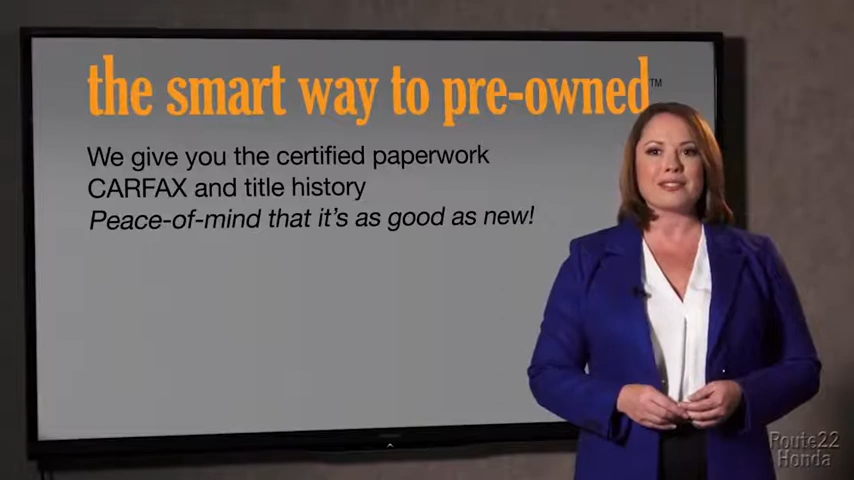 the smart way to pre-owned™
We give you the certified paperwork
CARFAX and title history
Peace-of-mind that it's as good as new!
Route22
Honda